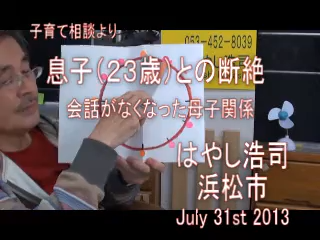 子育て相談より
053-452-8039
息子(23歳)との断絶
会話がなくなった母子関係
はやし浩司
浜松市
July 31st 2013